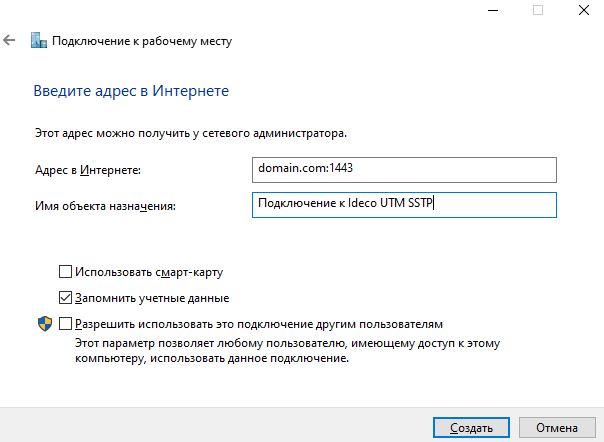 Подключение к рабочему месту
Введите адрес в Интернете
Этот адрес можно получить у сетевого администратора.
Адрес в Интернете: domain.com:1443
Имя объекта назначения: Подключение к Ideco UTM SSTP
Использовать смарт-карту
Запомнить учетные данные
Разрешить использовать это подключение другим пользователям
Этот параметр позволяет любому пользователю, имеющему доступ к этому
компьютеру, использовать данное подключение.
Создать Отмена